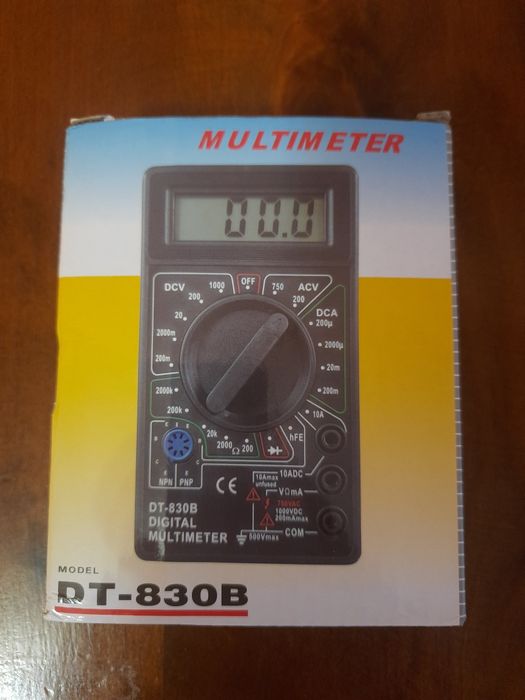 MULTIMETER
00.0
DCV
1000
OFF
750
ACV
200
200
DCA
20
200µ
2000m
2000µ
200m
20m
2000k
200m
200k
10A
20k
2000
Ω
200
hFE
E
B
C
E
NPN
PNP
CE
10Amax
unfused
10ADC
VΩmA
750VAC
1000VDC
200mAmax
COM
500Vmax
DT-830B
DIGITAL
MULTIMETER
MODEL
DT-830B